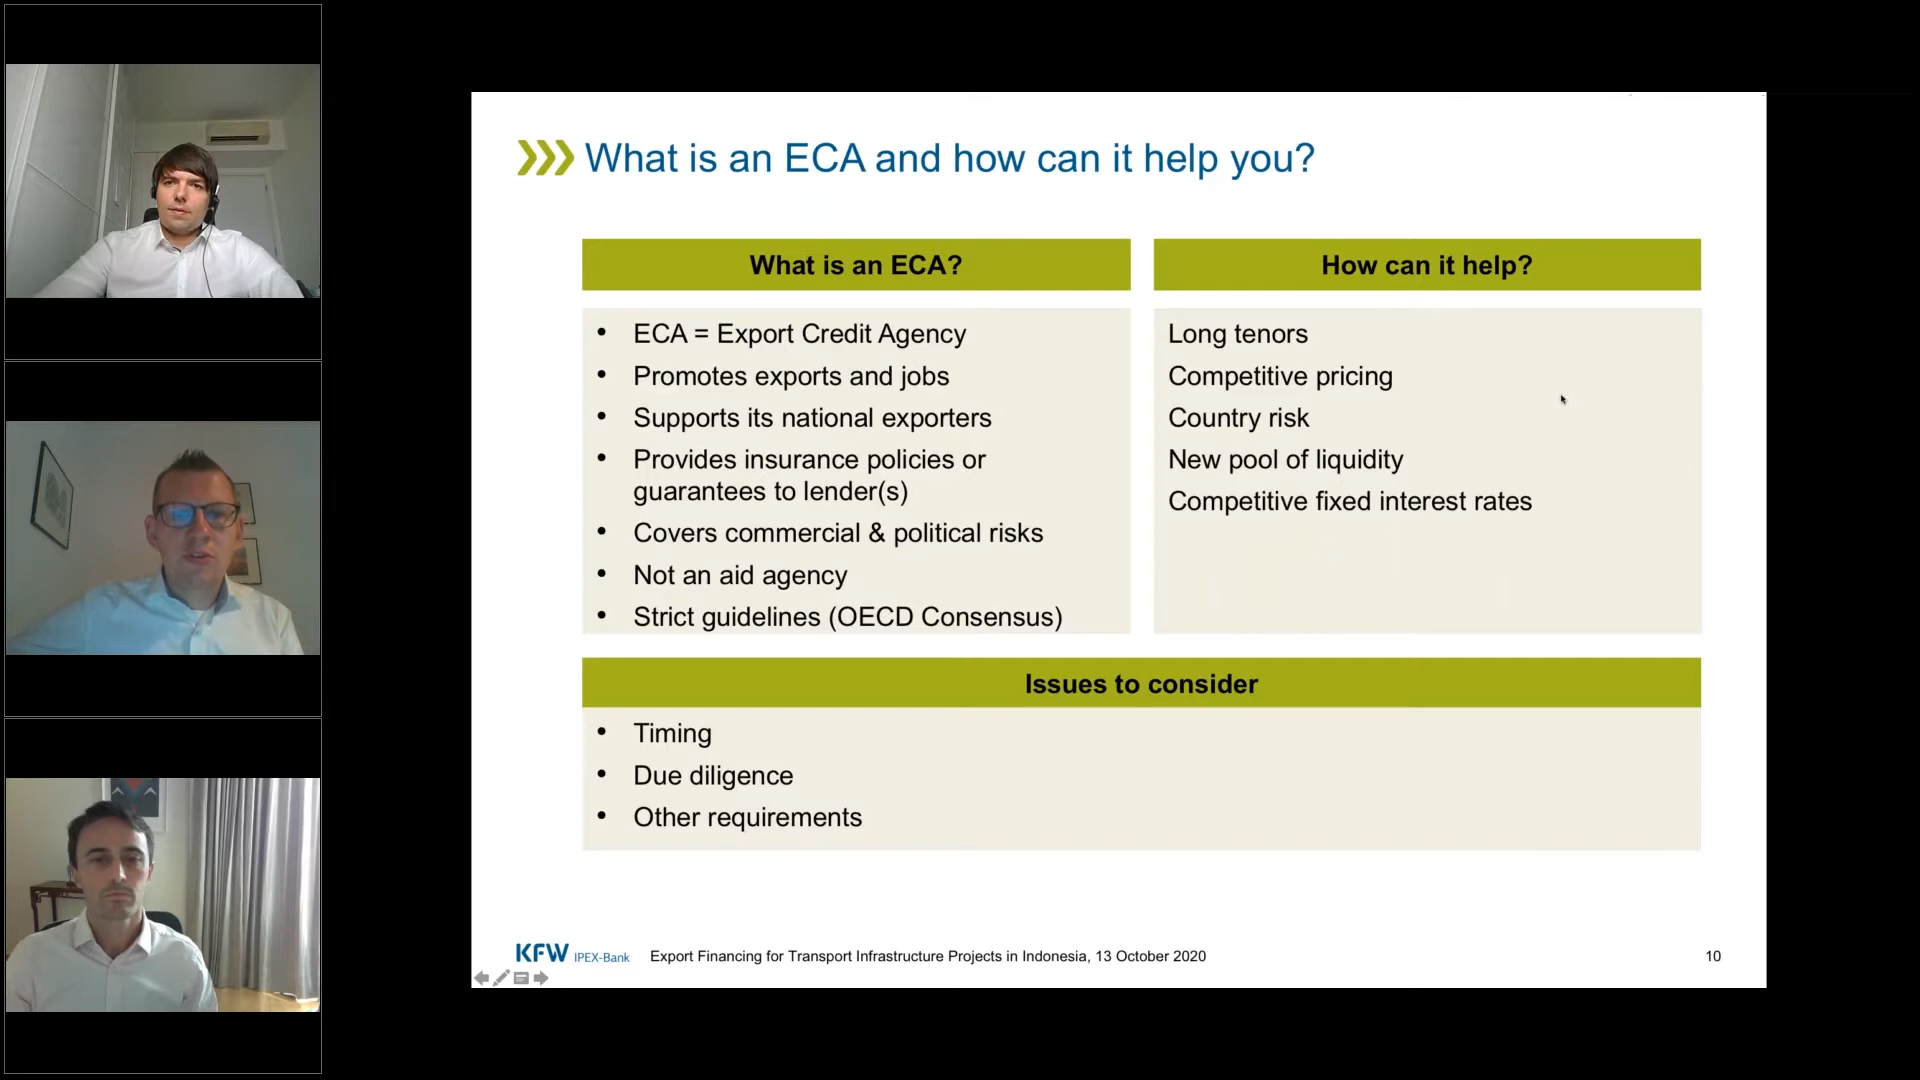 What is an ECA and how can it help you?
What is an ECA?
• ECA = Export Credit Agency
• Promotes exports and jobs
• Supports its national exporters
• Provides insurance policies or
guarantees to lender(s)
• Covers commercial & political risks
• Not an aid agency
• Strict guidelines (OECD Consensus)
How can it help?
Long tenors
Competitive pricing
Country risk
New pool of liquidity
Competitive fixed interest rates
Issues to consider
• Timing
• Due diligence
• Other requirements
KFW IPEX-Bank
Export Financing for Transport Infrastructure Projects in Indonesia, 13 October 2020
10